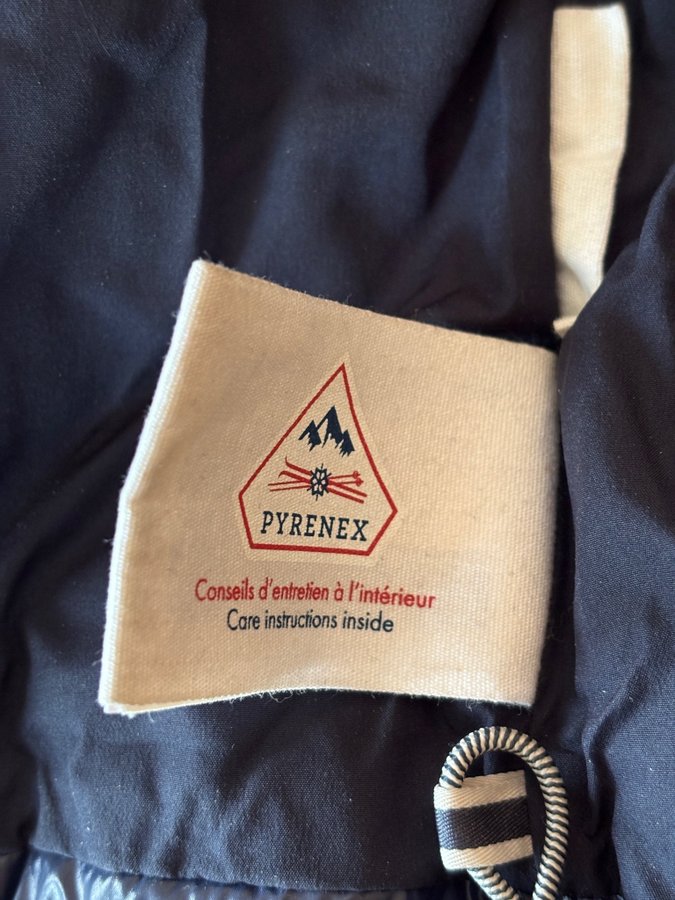 PYRENEX
Conseils d'entretien à l'intérieur
Care instructions inside